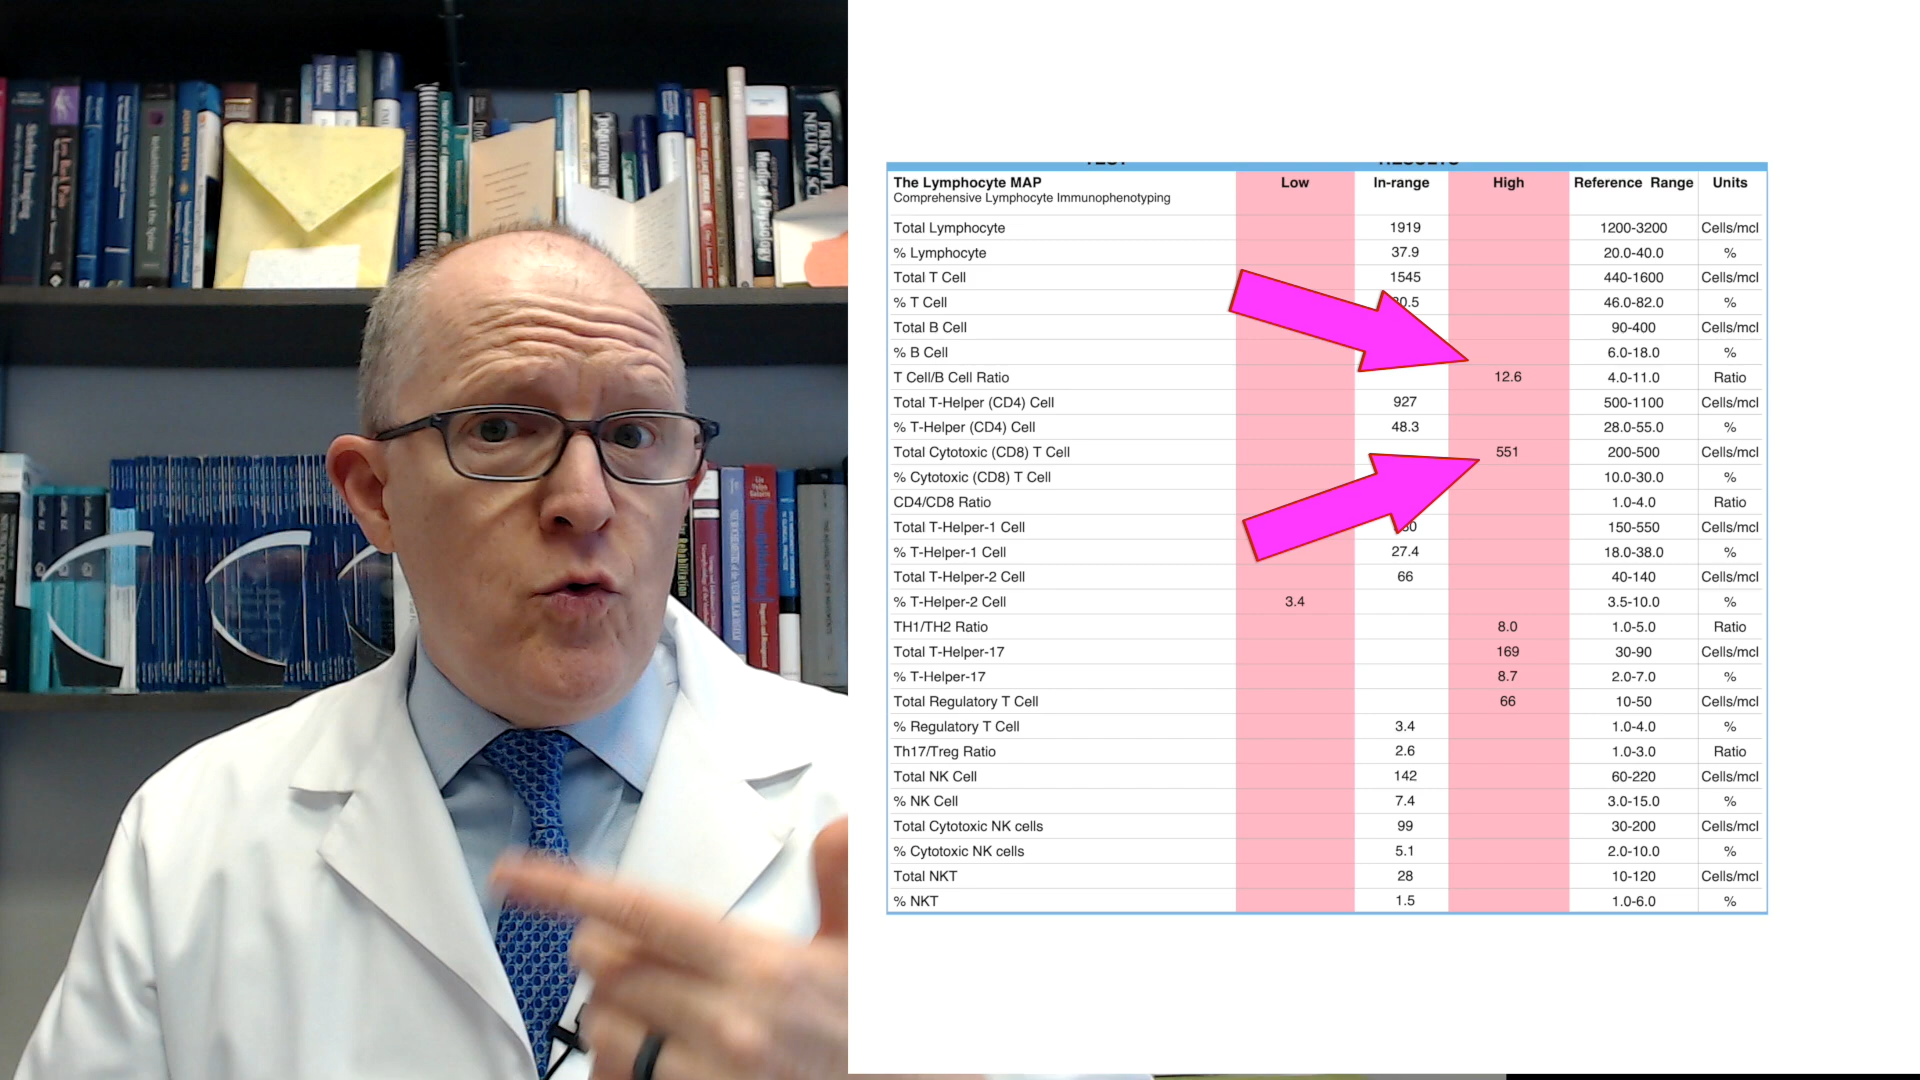 The Lymphocyte MAP
Comprehensive Lymphocyte Immunophenotyping
Low In-range High Reference Range Units
Total Lymphocyte 1919 1200-3200 Cells/mcl
% Lymphocyte 37.9 20.0-40.0 %
Total T Cell 1545 440-1600 Cells/mcl
% T Cell 46.0-82.0 %
Total B Cell 90-400 Cells/mcl
% B Cell 6.0-18.0 %
T Cell/B Cell Ratio 12.6 4.0-11.0 Ratio
Total T-Helper (CD4) Cell 927 500-1100 Cells/mcl
% T-Helper (CD4) Cell 48.3 28.0-55.0 %
Total Cytotoxic (CD8) T Cell 551 200-500 Cells/mcl
% Cytotoxic (CD8) T Cell 10.0-30.0 %
CD4/CD8 Ratio 1.0-4.0 Ratio
Total T-Helper-1 Cell 150-550 Cells/mcl
% T-Helper-1 Cell 27.4 18.0-38.0 %
Total T-Helper-2 Cell 66 40-140 Cells/mcl
% T-Helper-2 Cell 3.4 3.5-10.0 %
TH1/TH2 Ratio 8.0 1.0-5.0 Ratio
Total T-Helper-17 169 30-90 Cells/mcl
% T-Helper-17 8.7 2.0-7.0 %
Total Regulatory T Cell 66 10-50 Cells/mcl
% Regulatory T Cell 3.4 1.0-4.0 %
Th17/Treg Ratio 2.6 1.0-3.0 Ratio
Total NK Cell 142 60-220 Cells/mcl
% NK Cell 7.4 3.0-15.0 %
Total Cytotoxic NK cells 99 30-200 Cells/mcl
% Cytotoxic NK cells 5.1 2.0-10.0 %
Total NKT 28 10-120 Cells/mcl
% NKT 1.5 1.0-6.0 %
Low Back Pain
JOHN PATTEN
Rehabilitation of the Spine
Medical Physiology